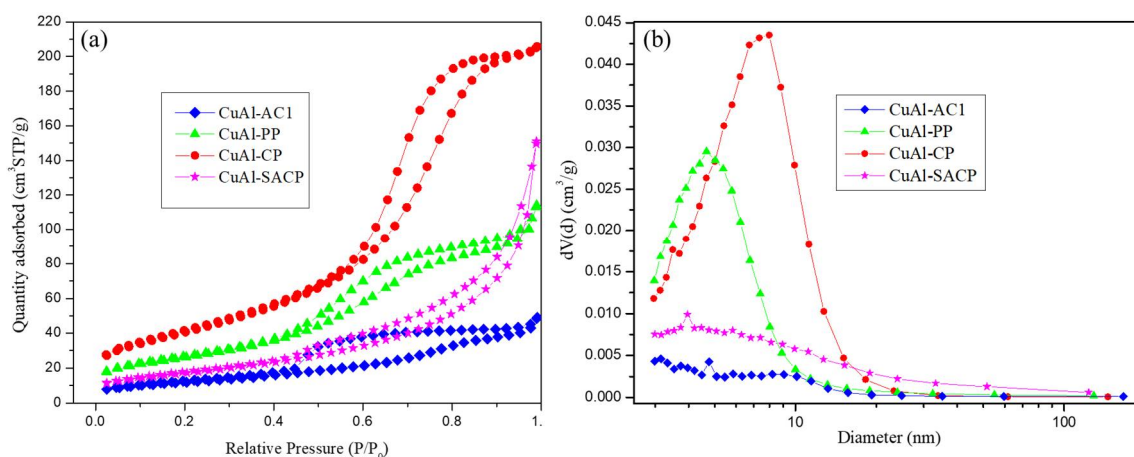 (a)
220
200
180
160
140
120
100
80
60
40
20
0
0.0
0.2
0.4
0.6
0.8
1.
Quantity adsorbed (cm³STP/g)
Relative Pressure (P/P₀)
CuAl-AC1
CuAl-PP
CuAl-CP
CuAl-SACP
(b)
0.045
0.040
0.035
0.030
0.025
0.020
0.015
0.010
0.005
0.000
10
100
dV(d) (cm³/g)
Diameter (nm)
CuAl-AC1
CuAl-PP
CuAl-CP
CuAl-SACP